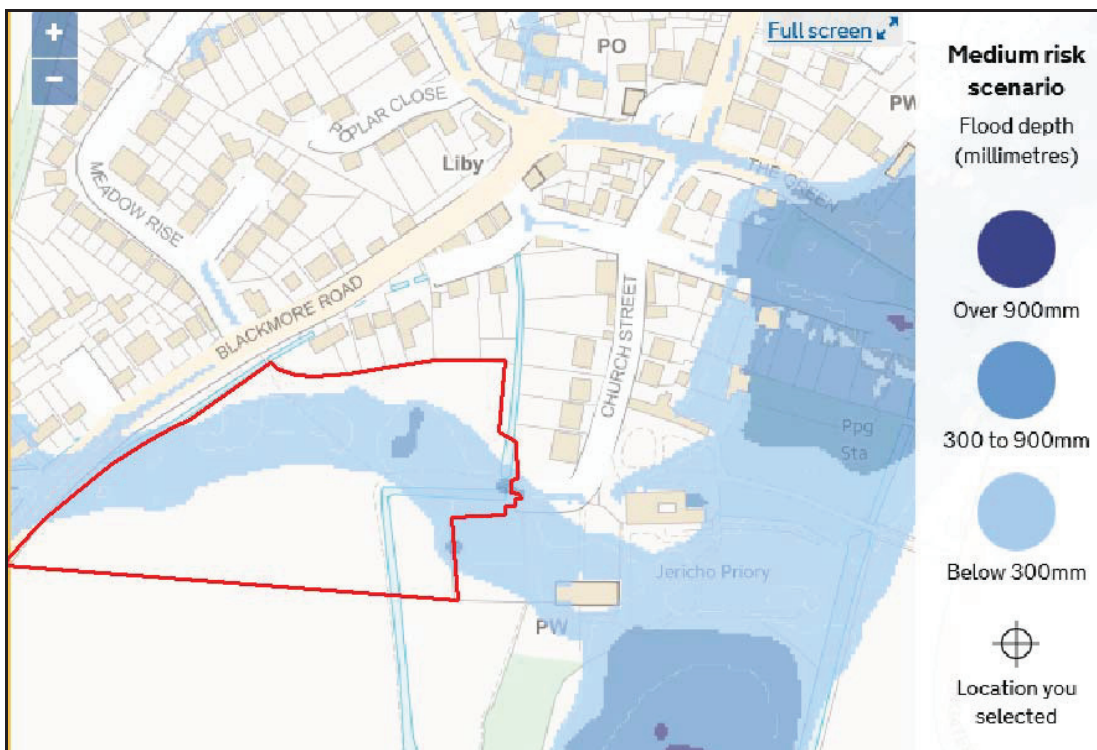 +
−
Full screen
PO
PW
POPLAR CLOSE
Liby
MEADOW RISE
THE GREEN
BLACKMORE ROAD
CHURCH STREET
Ppg
Sta
Jericho Priory
PW
Medium risk
scenario
Flood depth
(millimetres)
Over 900mm
300 to 900mm
Below 300mm
Location you
selected